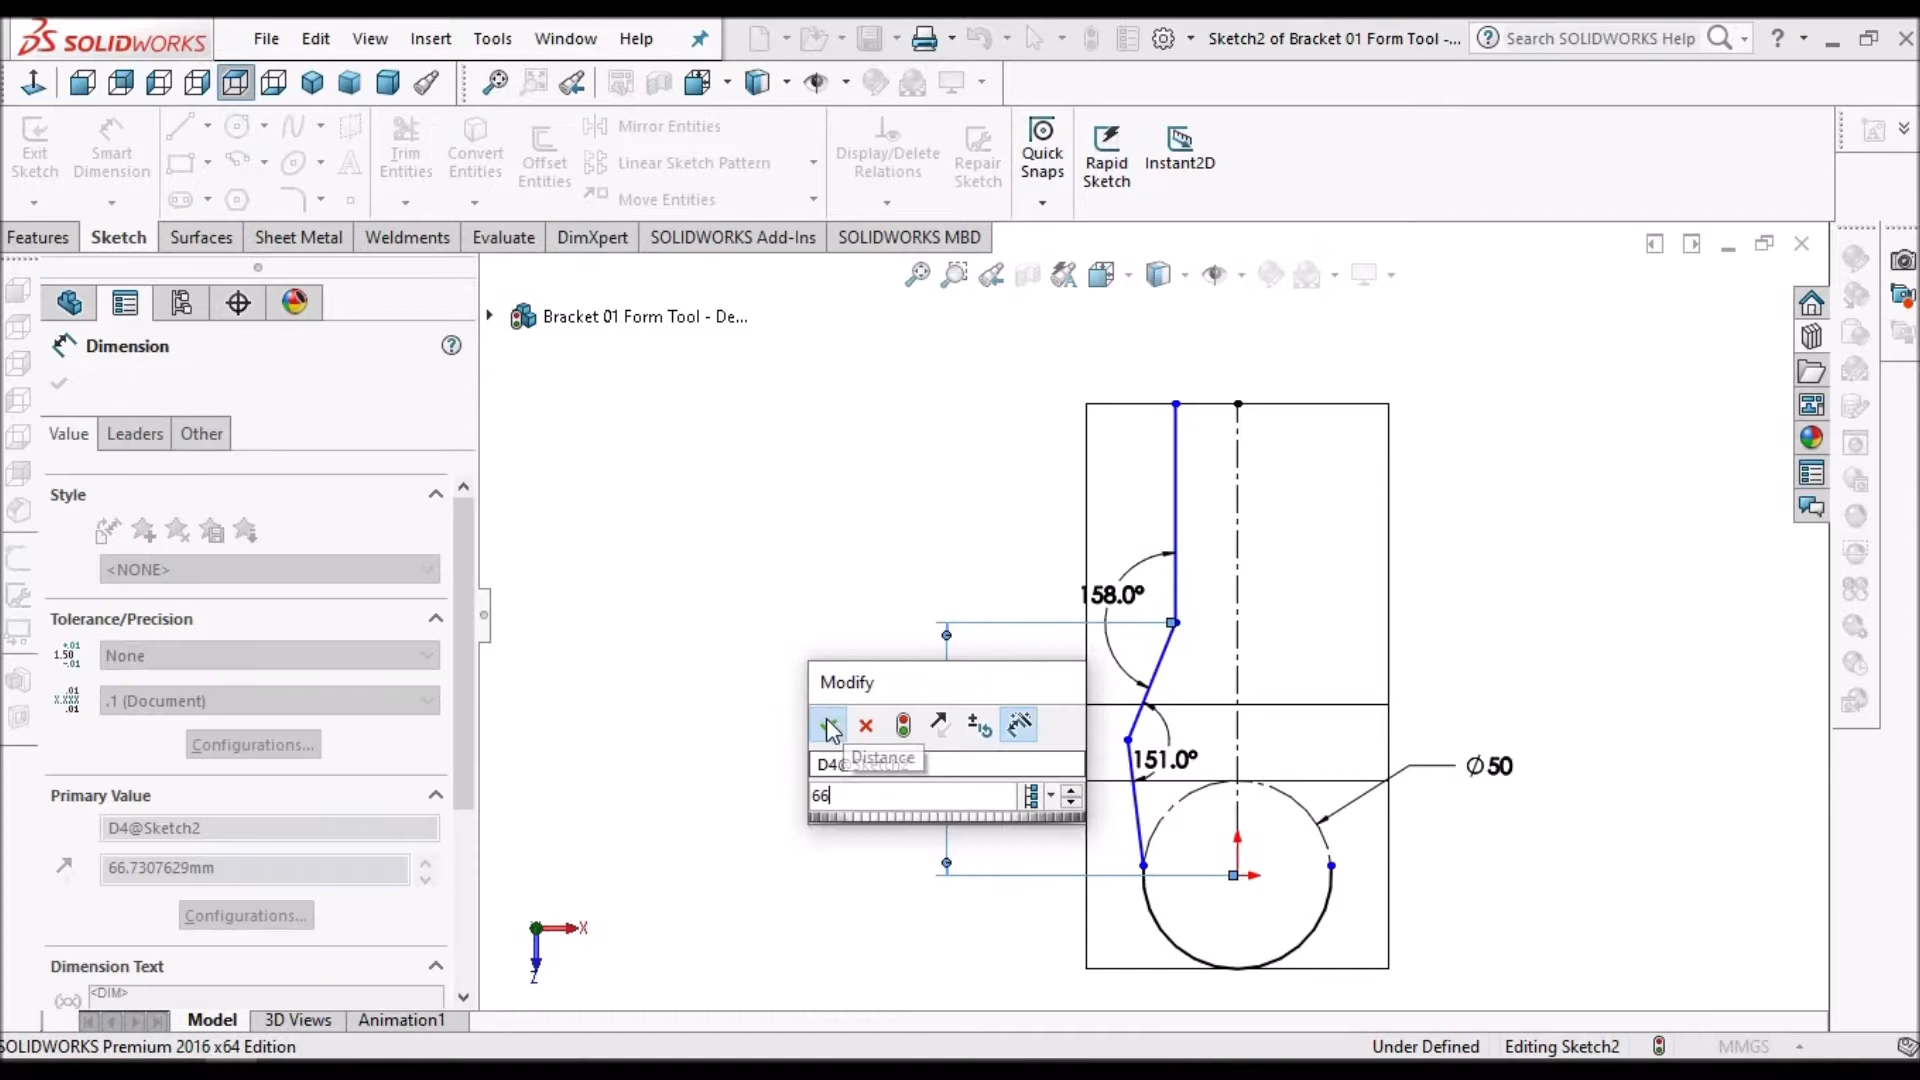 SOLIDWORKS File Edit View Insert Tools Window Help Sketch2 of Bracket 01 Form Tool -... Search SOLIDWORKS Help
Exit Sketch
Smart Dimension
Trim Entities
Convert Entities
Offset Entities
Mirror Entities
Linear Sketch Pattern
Move Entities
Display/Delete Relations
Repair Sketch
Quick Snaps
Rapid Sketch
Instant2D
Features Sketch Surfaces Sheet Metal Weldments Evaluate DimXpert SOLIDWORKS Add-Ins SOLIDWORKS MBD
Bracket 01 Form Tool - De...
Dimension
Value Leaders Other
Style
<NONE>
Tolerance/Precision
None
.1 (Document)
Configurations...
Primary Value
D4@Sketch2
66.7307629mm
Configurations...
Dimension Text
<DIM>
158.0°
151.0°
Ø50
Modify
Distance
D4@Sketch2
66
X
Z
Model 3D Views Animation1
SOLIDWORKS Premium 2016 x64 Edition Under Defined Editing Sketch2 MMGS